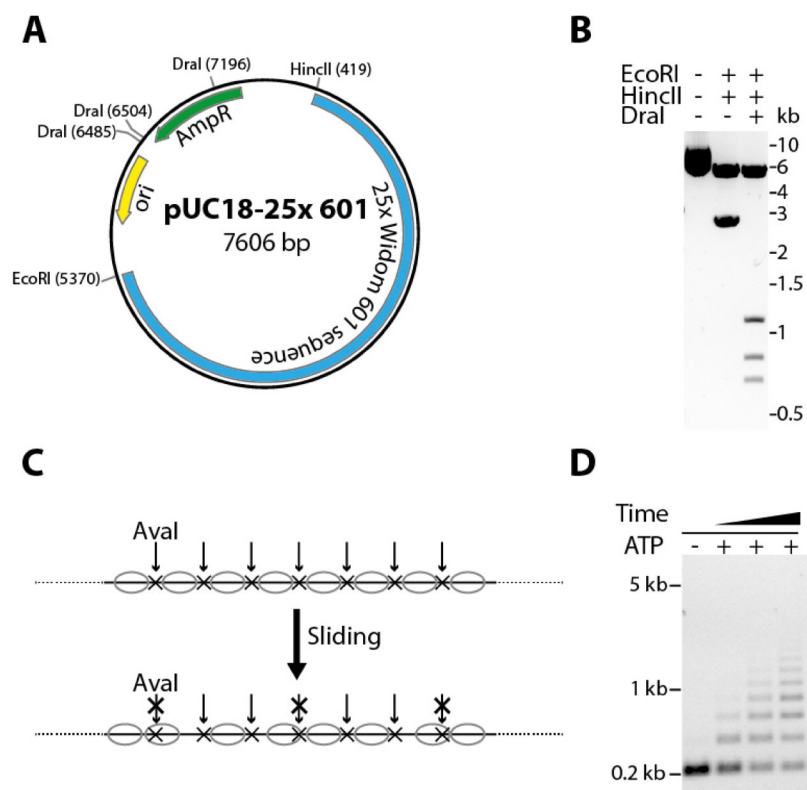 A
DraI (7196)
HincII (419)
DraI (6504)
DraI (6485)
AmpR
ori
pUC18-25x 601
7606 bp
EcoRI (5370)
25x Widom 601 sequence
B
EcoRI - + +
HincII - + +
DraI - - + kb
-10
-6
-4
-3
-2
-1.5
-1
-0.5
C
AvaI
Sliding
AvaI
D
Time
ATP - + + +
5 kb-
1 kb-
0.2 kb-